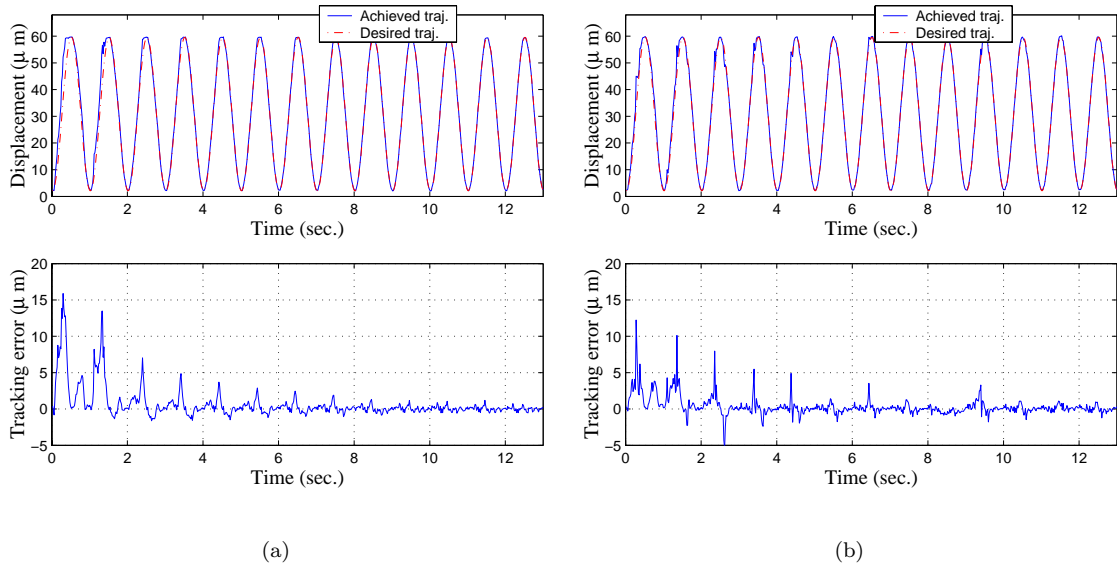 Achieved traj.
Desired traj.
Displacement (μ m)
60
50
40
30
20
10
0
0 2 4 6 8 10 12
Time (sec.)
Tracking error (μ m)
20
15
10
5
0
−5
0 2 4 6 8 10 12
Time (sec.)
(a)
Achieved traj.
Desired traj.
Displacement (μ m)
60
50
40
30
20
10
0
0 2 4 6 8 10 12
Time (sec.)
Tracking error (μ m)
20
15
10
5
0
−5
0 2 4 6 8 10 12
Time (sec.)
(b)